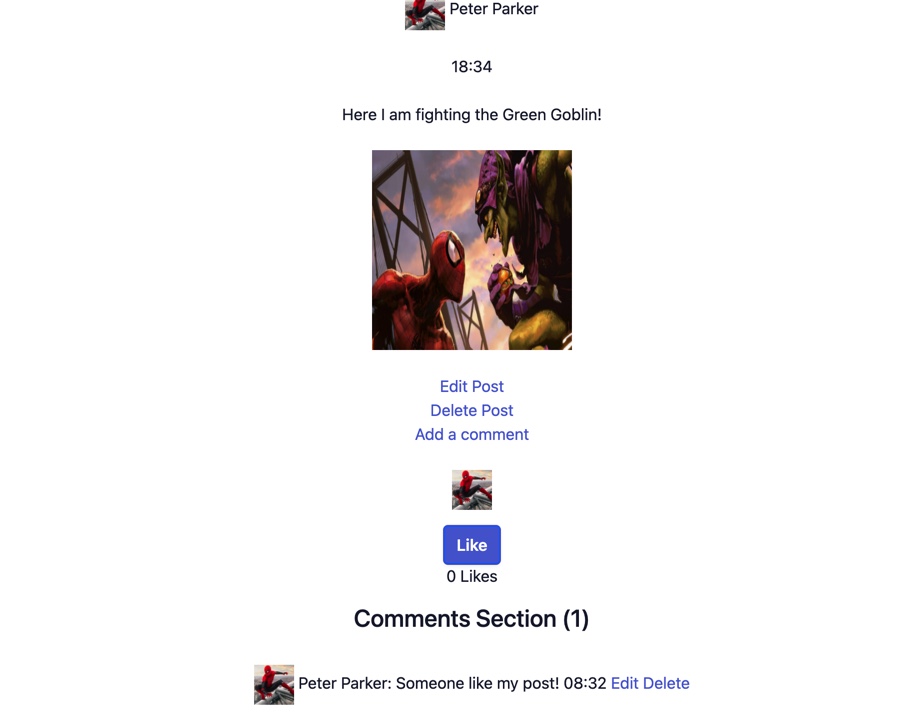 Peter Parker
18:34
Here I am fighting the Green Goblin!
Edit Post
Delete Post
Add a comment
Like
0 Likes
Comments Section (1)
Peter Parker: Someone like my post! 08:32 Edit Delete